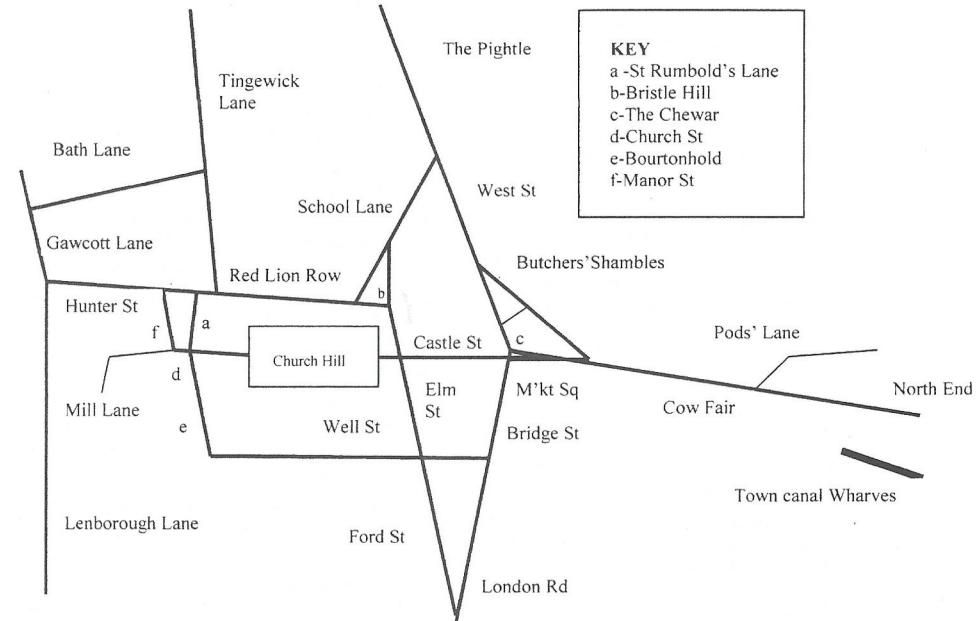 The Pightle
KEY
a -St Rumbold's Lane
b-Bristle Hill
c-The Chewar
d-Church St
e-Bourtonhold
f-Manor St
Tingewick
Lane
Bath Lane
West St
School Lane
Gawcott Lane
Butchers'Shambles
Red Lion Row
b
Hunter St
f
a
Castle St
c
Pods' Lane
Church Hill
d
Elm
St
M'kt Sq
North End
Mill Lane
Cow Fair
e
Well St
Bridge St
Town canal Wharves
Lenborough Lane
Ford St
London Rd